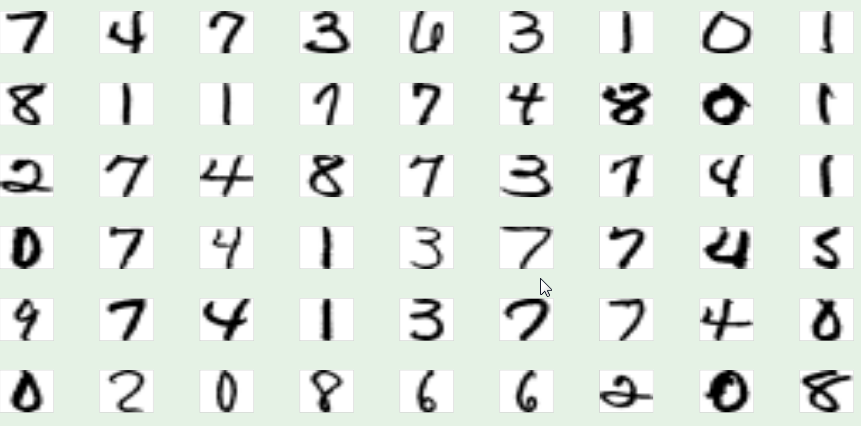 7 4 7 3 6 3 1 0 1
8 1 1 7 7 4 8 0 1
2 7 4 8 7 3 7 4 1
0 7 4 1 3 7 7 4 5
9 7 4 1 3 7 7 4 0
0 2 0 8 6 6 2 0 8